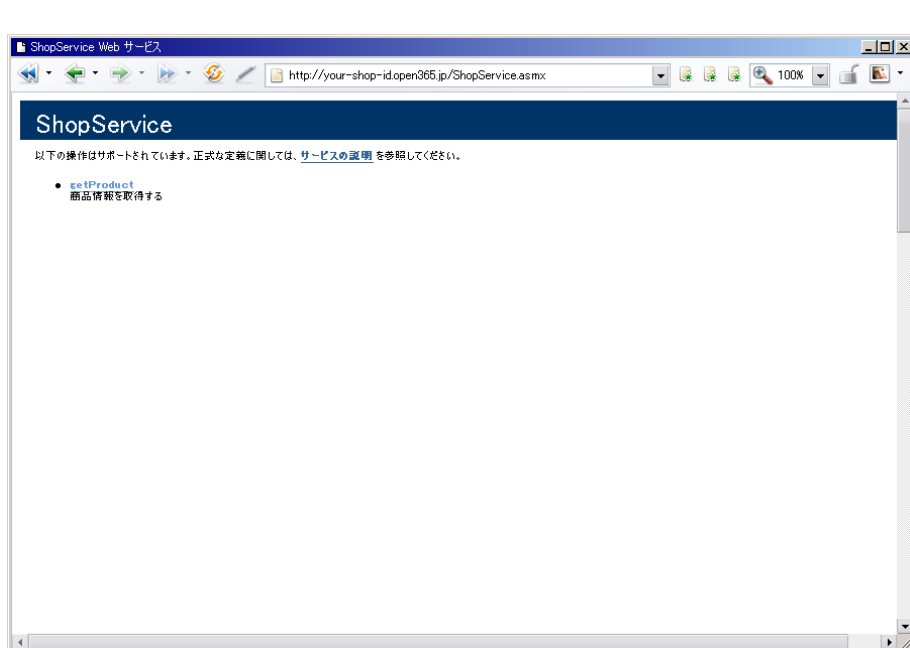 ShopService Web サービス
http://your-shop-id.open365.jp/ShopService.asmx
100%
ShopService
以下の操作はサポートされています。正式な定義に関しては、サービスの説明 を参照してください。
getProduct
商品情報を取得する